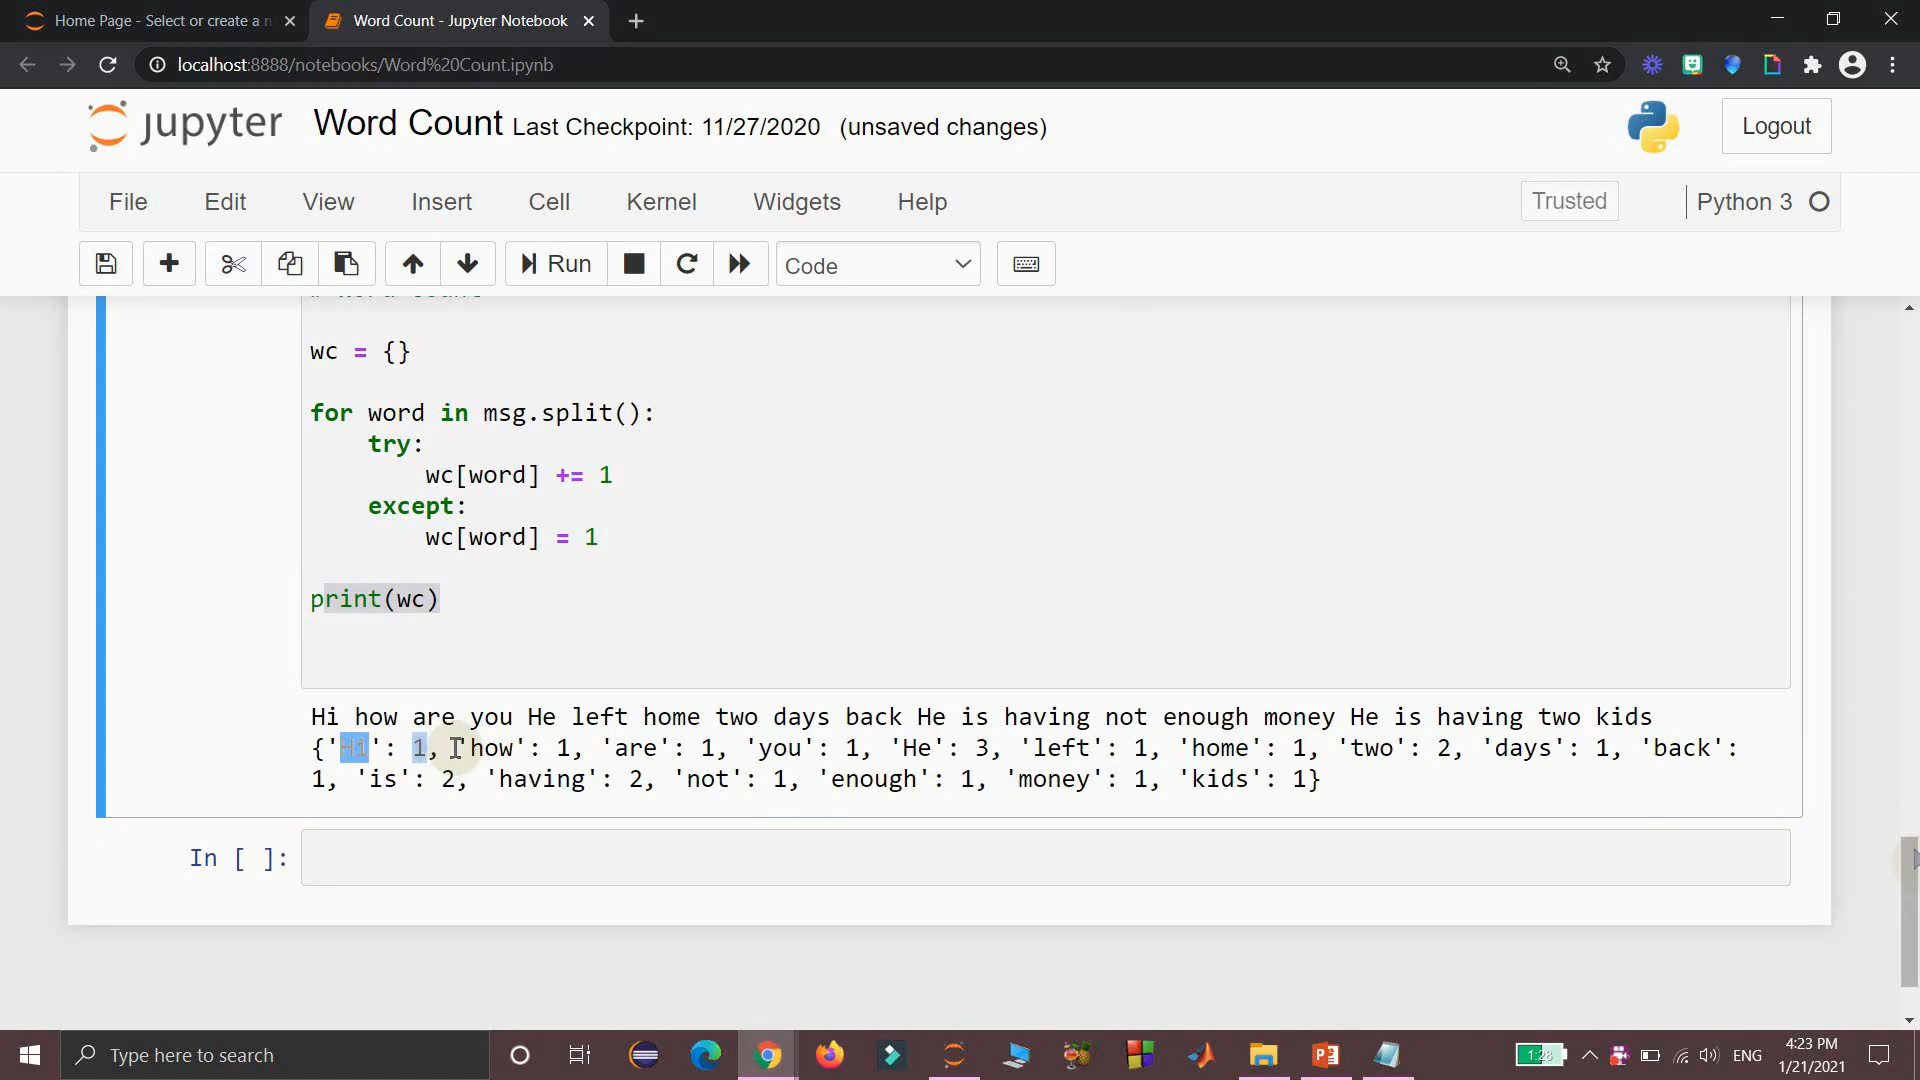 Home Page - Select or create a n
Word Count - Jupyter Notebook
localhost:8888/notebooks/Word%20Count.ipynb
jupyter Word Count Last Checkpoint: 11/27/2020 (unsaved changes)
Logout
File Edit View Insert Cell Kernel Widgets Help
Trusted
Python 3
Run
Code
wc = {}
for word in msg.split():
try:
wc[word] += 1
except:
wc[word] = 1
print(wc)
Hi how are you He left home two days back He is having not enough money He is having two kids
{'Hi': 1, 'how': 1, 'are': 1, 'you': 1, 'He': 3, 'left': 1, 'home': 1, 'two': 2, 'days': 1, 'back':
1, 'is': 2, 'having': 2, 'not': 1, 'enough': 1, 'money': 1, 'kids': 1}
In [ ]:
Type here to search
1:28
ENG
4:23 PM
1/21/2021